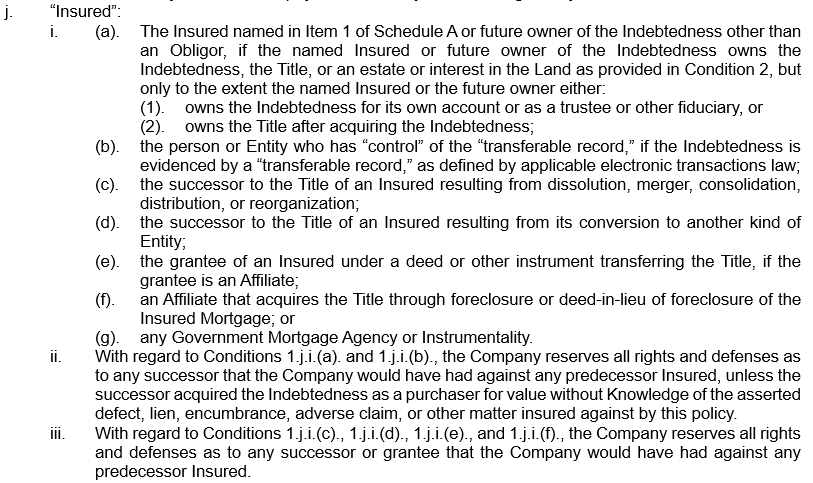 j. “Insured”:
i. (a). The Insured named in Item 1 of Schedule A or future owner of the Indebtedness other than
an Obligor, if the named Insured or future owner of the Indebtedness owns the
Indebtedness, the Title, or an estate or interest in the Land as provided in Condition 2, but
only to the extent the named Insured or the future owner either:
(1). owns the Indebtedness for its own account or as a trustee or other fiduciary, or
(2). owns the Title after acquiring the Indebtedness;
(b). the person or Entity who has “control” of the “transferable record,” if the Indebtedness is
evidenced by a “transferable record,” as defined by applicable electronic transactions law;
(c). the successor to the Title of an Insured resulting from dissolution, merger, consolidation,
distribution, or reorganization;
(d). the successor to the Title of an Insured resulting from its conversion to another kind of
Entity;
(e). the grantee of an Insured under a deed or other instrument transferring the Title, if the
grantee is an Affiliate;
(f). an Affiliate that acquires the Title through foreclosure or deed-in-lieu of foreclosure of the
Insured Mortgage; or
(g). any Government Mortgage Agency or Instrumentality.
ii. With regard to Conditions 1.j.i.(a). and 1.j.i.(b)., the Company reserves all rights and defenses as
to any successor that the Company would have had against any predecessor Insured, unless the
successor acquired the Indebtedness as a purchaser for value without Knowledge of the asserted
defect, lien, encumbrance, adverse claim, or other matter insured against by this policy.
iii. With regard to Conditions 1.j.i.(c)., 1.j.i.(d)., 1.j.i.(e)., and 1.j.i.(f)., the Company reserves all rights
and defenses as to any successor or grantee that the Company would have had against any
predecessor Insured.